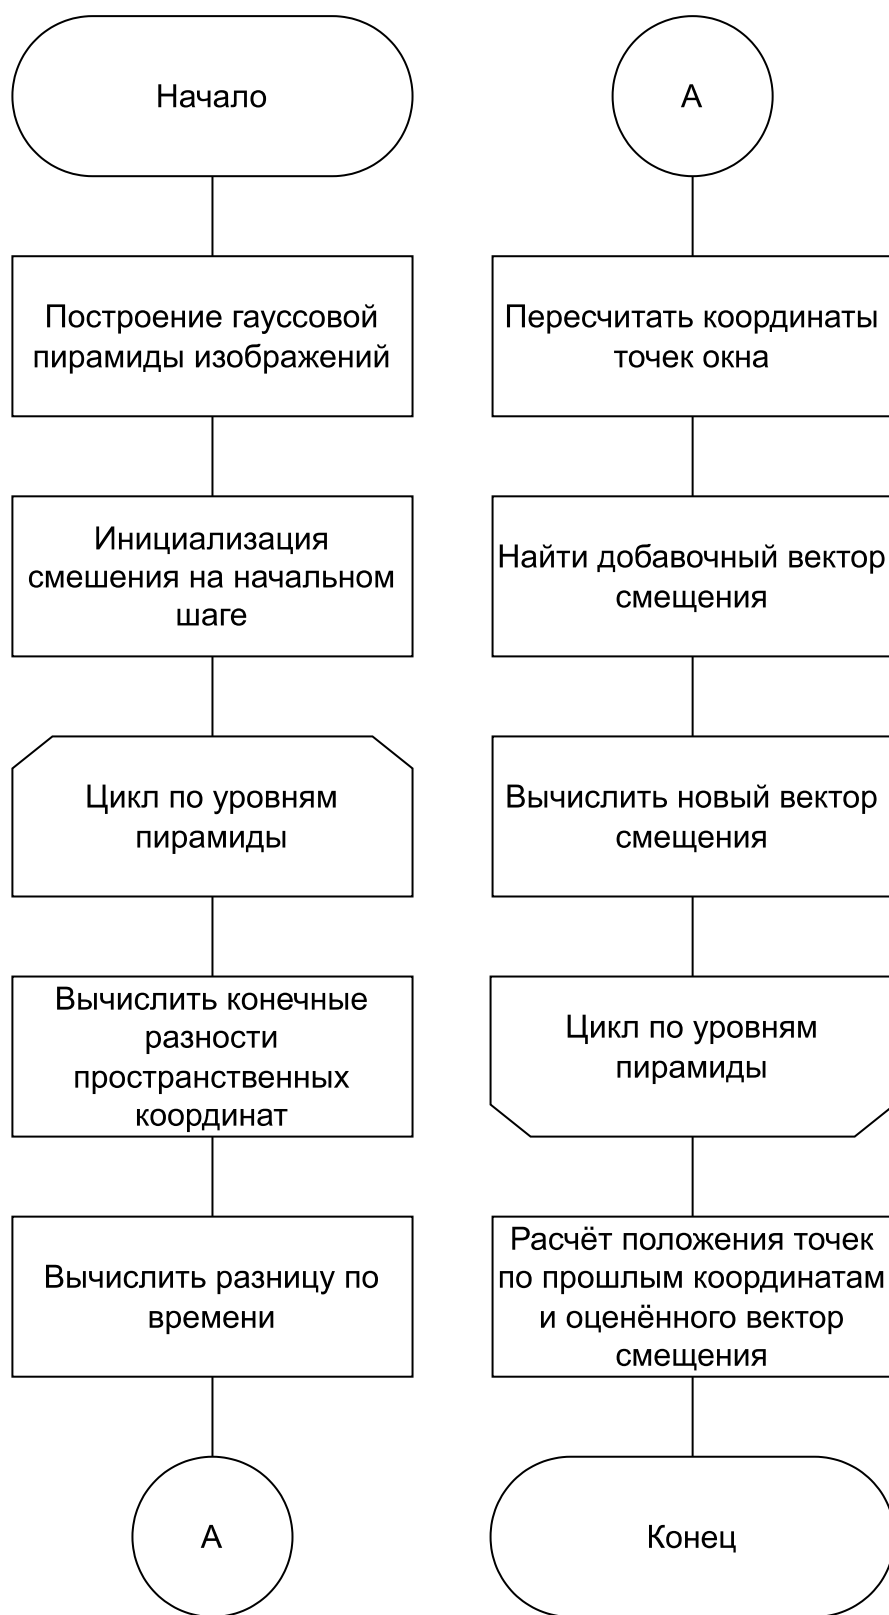 Начало
Построение гауссовой
пирамиды изображений
Инициализация
смешения на начальном
шаге
Цикл по уровням
пирамиды
Вычислить конечные
разности
пространственных
координат
Вычислить разницу по
времени
А
А
Пересчитать координаты
точек окна
Найти добавочный вектор
смещения
Вычислить новый вектор
смещения
Цикл по уровням
пирамиды
Расчёт положения точек
по прошлым координатам
и оценённого вектор
смещения
Конец